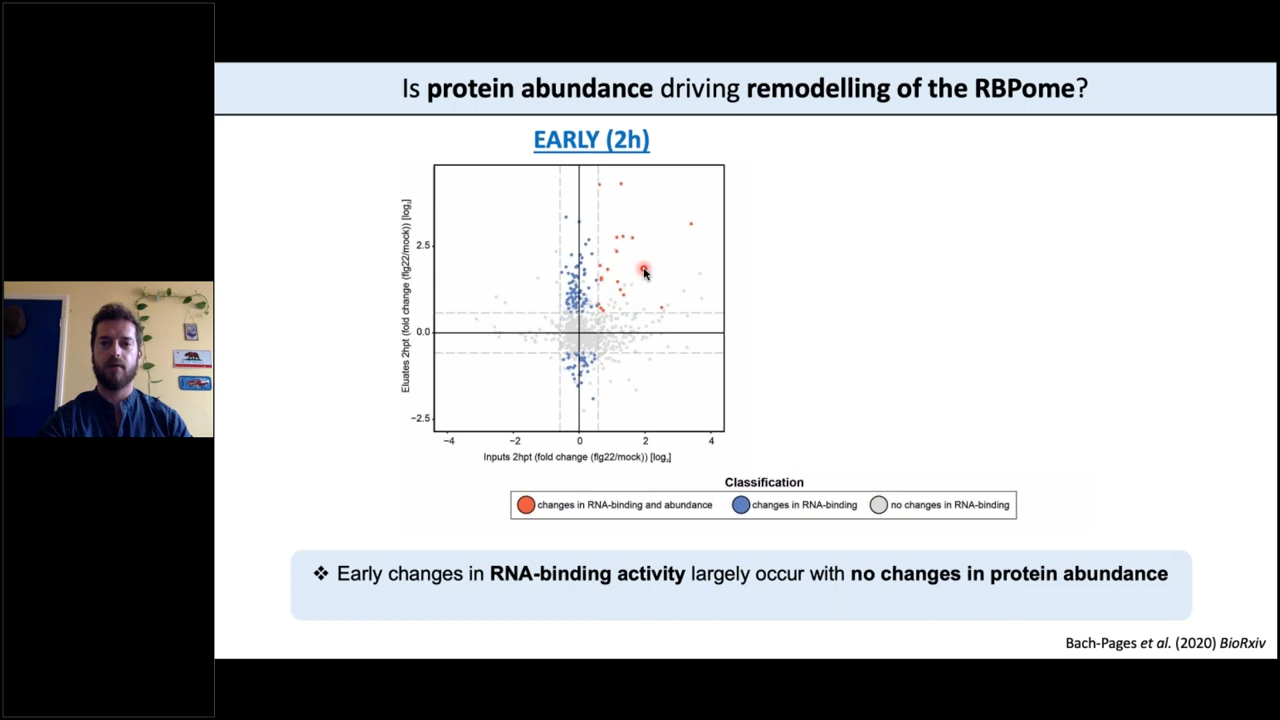 Is protein abundance driving remodelling of the RBPome?
EARLY (2h)
Eluates 2hpt (fold change (flg22/mock)) [log₂]
2.5
0.0
−2.5
−4
−2
0
2
4
Inputs 2hpt (fold change (flg22/mock)) [log₂]
Classification
changes in RNA-binding and abundance
changes in RNA-binding
no changes in RNA-binding
❖ Early changes in RNA-binding activity largely occur with no changes in protein abundance
Bach-Pages et al. (2020) BioRxiv